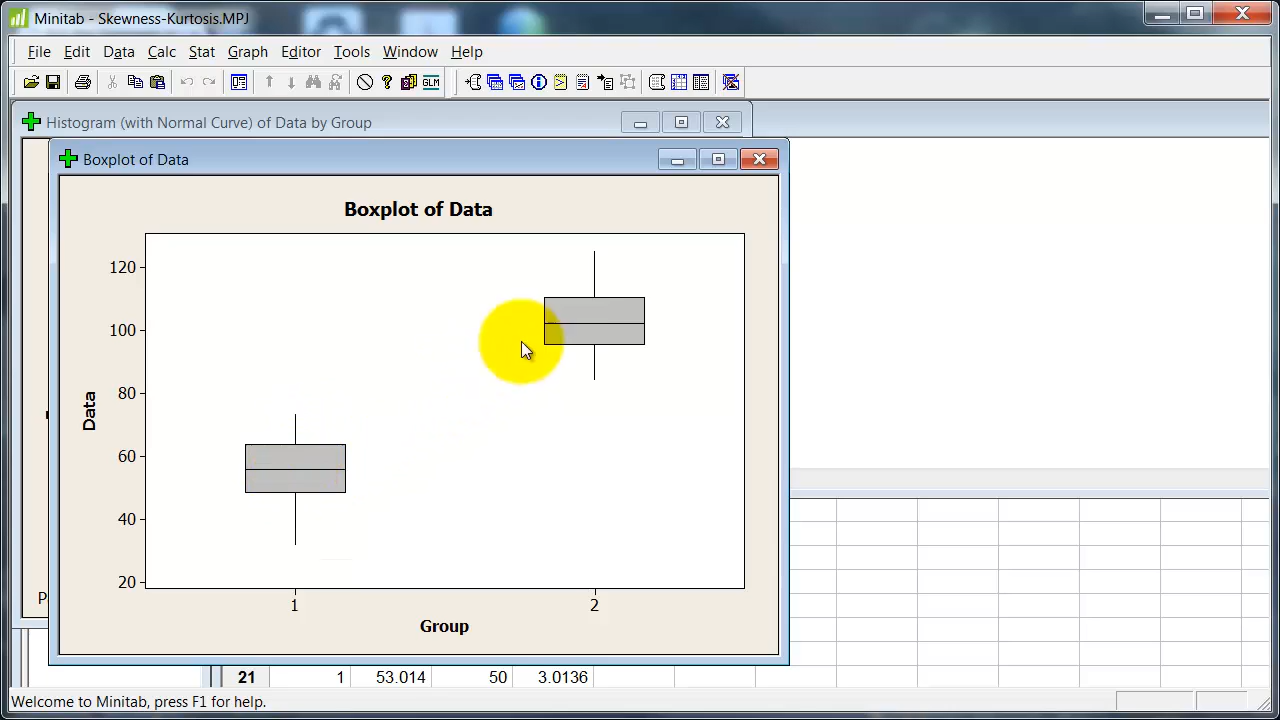 Minitab - Skewness-Kurtosis.MPJ
File Edit Data Calc Stat Graph Editor Tools Window Help
GLM
Histogram (with Normal Curve) of Data by Group
Boxplot of Data
Boxplot of Data
120
100
80
60
40
20
Data
1 2
Group
P
21 1 53.014 50 3.0136
Welcome to Minitab, press F1 for help.